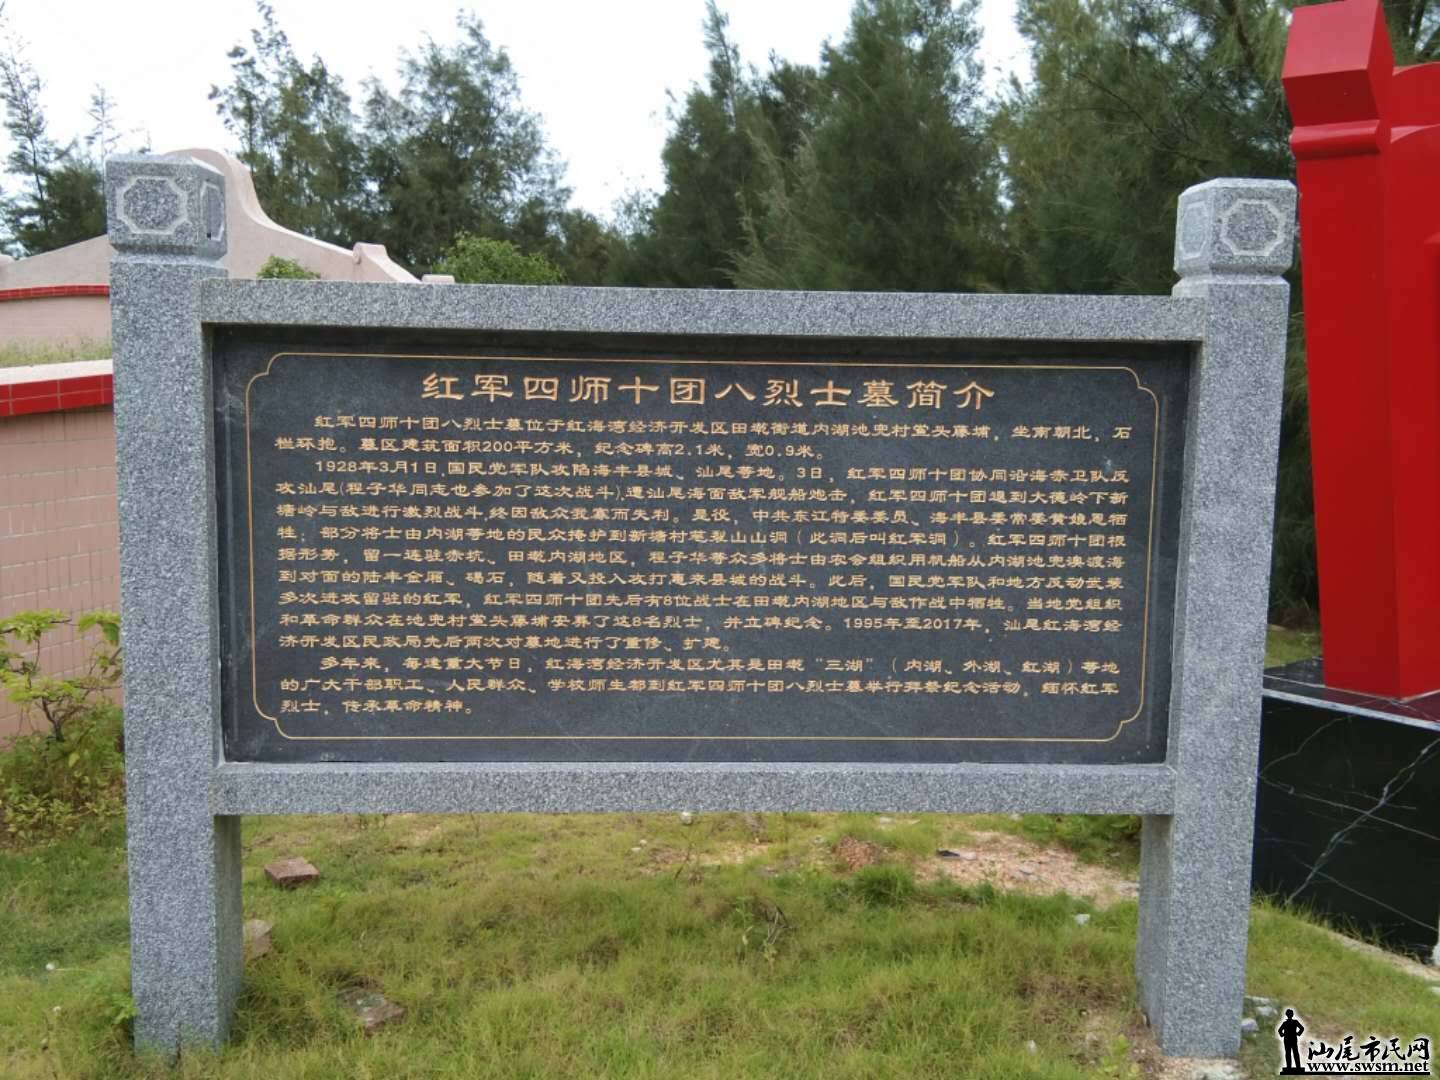 红军四师十团八烈士墓简介
红军四师十团八烈士墓位于红海湾经济开发区田墘街道内湖池兜村堂头藤埔，坐南朝北，石
栏环抱。墓区建筑面积200平方米，纪念碑高2.1米，宽0.9米。
1928年3月1日,国民党军队攻陷海丰县城、汕尾等地。3日，红军四师十团协同沿海赤卫队反
攻汕尾(程子华同志也参加了这次战斗),遭汕尾海面敌军舰船炮击，红军四师十团退到大德岭下新
塘岭与敌进行激烈战斗,终因敌众我寡而失利。是役，中共东江特委委员、海丰县委常委黄娘恩牺
牲；部分将士由内湖等地的民众掩护到新塘村笔架山山洞（此洞后叫红军洞）。红军四师十团根
据形势，留一连驻赤坑、田墘内湖地区，程子华等众多将士由农会组织用帆船从内湖池兜澳渡海
到对面的陆丰金厢、碣石，随着又投入攻打惠来县城的战斗。此后，国民党军队和地方反动武装
多次进攻留驻的红军，红军四师十团先后有8位战士在田墘内湖地区与敌作战中牺牲。当地党组织
和革命群众在池兜村堂头藤埔安葬了这8名烈士，并立碑纪念。1995年至2017年，汕尾红海湾经
济开发区民政局先后两次对墓地进行了重修、扩建。
多年来，每逢重大节日，红海湾经济开发区尤其是田墘“三湖”（内湖、外湖、红湖）等地
的广大干部职工、人民群众、学校师生都到红军四师十团八烈士墓举行拜祭纪念活动，缅怀红军
烈士，传承革命精神。
汕尾市民网
www.swsm.net